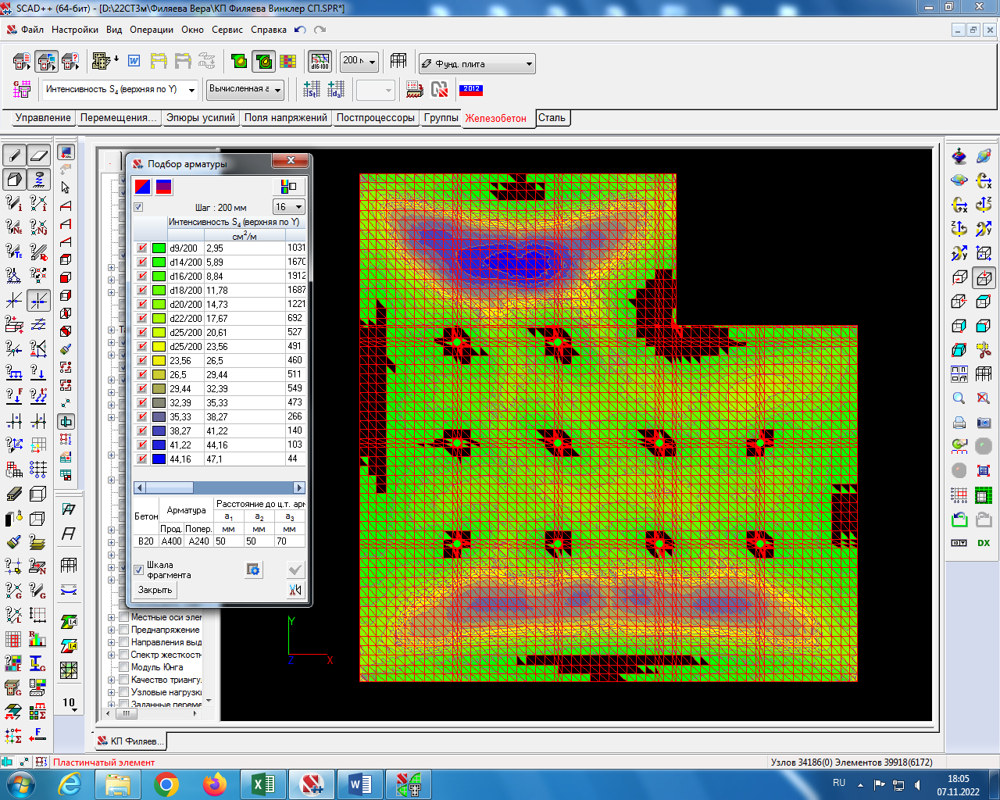 SCAD++ (64-бит) - [D:\22СТ3м\Филяева Вера\КП Филяева Винклер СП.SPR*]
Файл Настройки Вид Операции Окно Сервис Справка
d16:100
200
Фунд. плита
Интенсивность S4 (верхняя по Y)
Вычисленная
2012
Управление Перемещения... Эпюры усилий Поля напряжений Постпроцессоры Группы Железобетон Сталь
Подбор арматуры
Шаг : 200 мм 16
Интенсивность S4 (верхняя по Y)
см2/м
d9/200 2,95 1031
d14/200 5,89 1670
d16/200 8,84 1912
d18/200 11,78 1687
d20/200 14,73 1221
d22/200 17,67 692
d25/200 20,61 527
d25/200 23,56 491
23,56 26,5 460
26,5 29,44 511
29,44 32,39 549
32,39 35,33 473
35,33 38,27 266
38,27 41,22 140
41,22 44,16 103
44,16 47,1 44
Бетон Арматура Расстояние до ц.т. арм
Прод. Попер. a1 a2 a3
мм мм мм
B20 A400 A240 50 50 70
Шкала фрагмента
Закрыть
Местные оси элем
Преднапряжение
Направления выд
Спектр жесткост
Модуль Юнга
Качество триангу
Узловые нагрузки
Заданные переме
Y
Z X
10
DX
КП Филяев...
Пластинчатый элемент
Узлов 34186(0) Элементов 39918(6172)
RU
18:05
07.11.2022